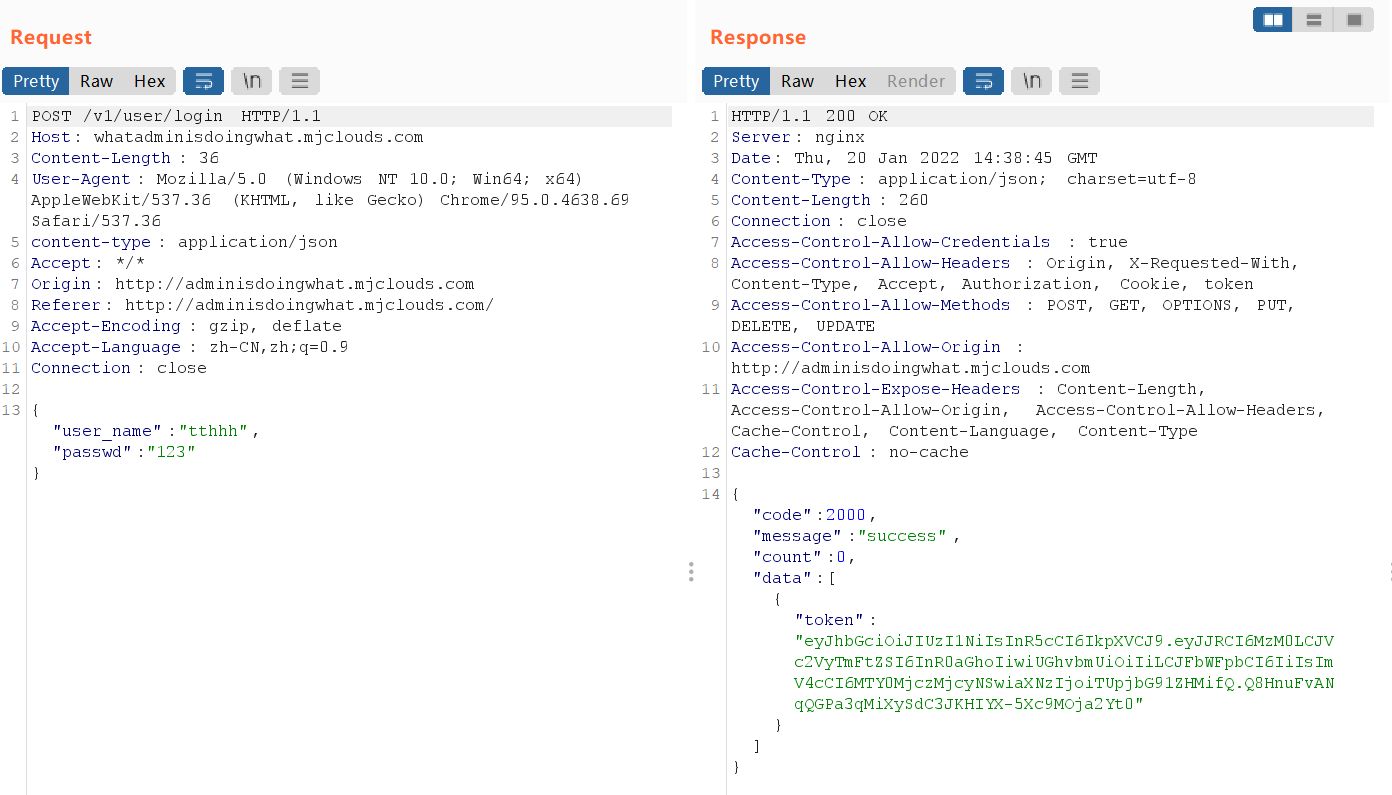 Request
Pretty Raw Hex \n
1 POST /v1/user/login HTTP/1.1
2 Host: whatadminisdoingwhat.mjclouds.com
3 Content-Length : 36
4 User-Agent : Mozilla/5.0 (Windows NT 10.0; Win64; x64)
AppleWebKit/537.36 (KHTML, like Gecko) Chrome/95.0.4638.69
Safari/537.36
5 content-type : application/json
6 Accept: */*
7 Origin: http://adminisdoingwhat.mjclouds.com
8 Referer: http://adminisdoingwhat.mjclouds.com/
9 Accept-Encoding : gzip, deflate
10 Accept-Language : zh-CN,zh;q=0.9
11 Connection : close
12
13 {
"user_name" :"tthhh" ,
"passwd" :"123"
}
Response
Pretty Raw Hex Render \n
1 HTTP/1.1 200 OK
2 Server: nginx
3 Date: Thu, 20 Jan 2022 14:38:45 GMT
4 Content-Type : application/json; charset=utf-8
5 Content-Length : 260
6 Connection : close
7 Access-Control-Allow-Credentials : true
8 Access-Control-Allow-Headers : Origin, X-Requested-With,
Content-Type, Accept, Authorization, Cookie, token
9 Access-Control-Allow-Methods : POST, GET, OPTIONS, PUT,
DELETE, UPDATE
10 Access-Control-Allow-Origin :
http://adminisdoingwhat.mjclouds.com
11 Access-Control-Expose-Headers : Content-Length,
Access-Control-Allow-Origin, Access-Control-Allow-Headers,
Cache-Control, Content-Language, Content-Type
12 Cache-Control : no-cache
13
14 {
"code" :2000,
"message" :"success" ,
"count" :0,
"data" :[
{
"token" :
"eyJhbGciOiJIUzI1NiIsInR5cCI6IkpXVCJ9.eyJJRCI6MzM0LCJV
c2VyTmFtZSI6InR0aGhoIiwiUGhvbmUiOiIiLCJFbWFpbCI6IiIsIm
V4cCI6MTY0MjczMjcyNSwiaXNzIjoiTUpjbG91ZHMifQ.Q8HnuFvAN
qQGPa3qMiXySdC3JKHIYX-5Xc9MOja2Yt0"
}
]
}